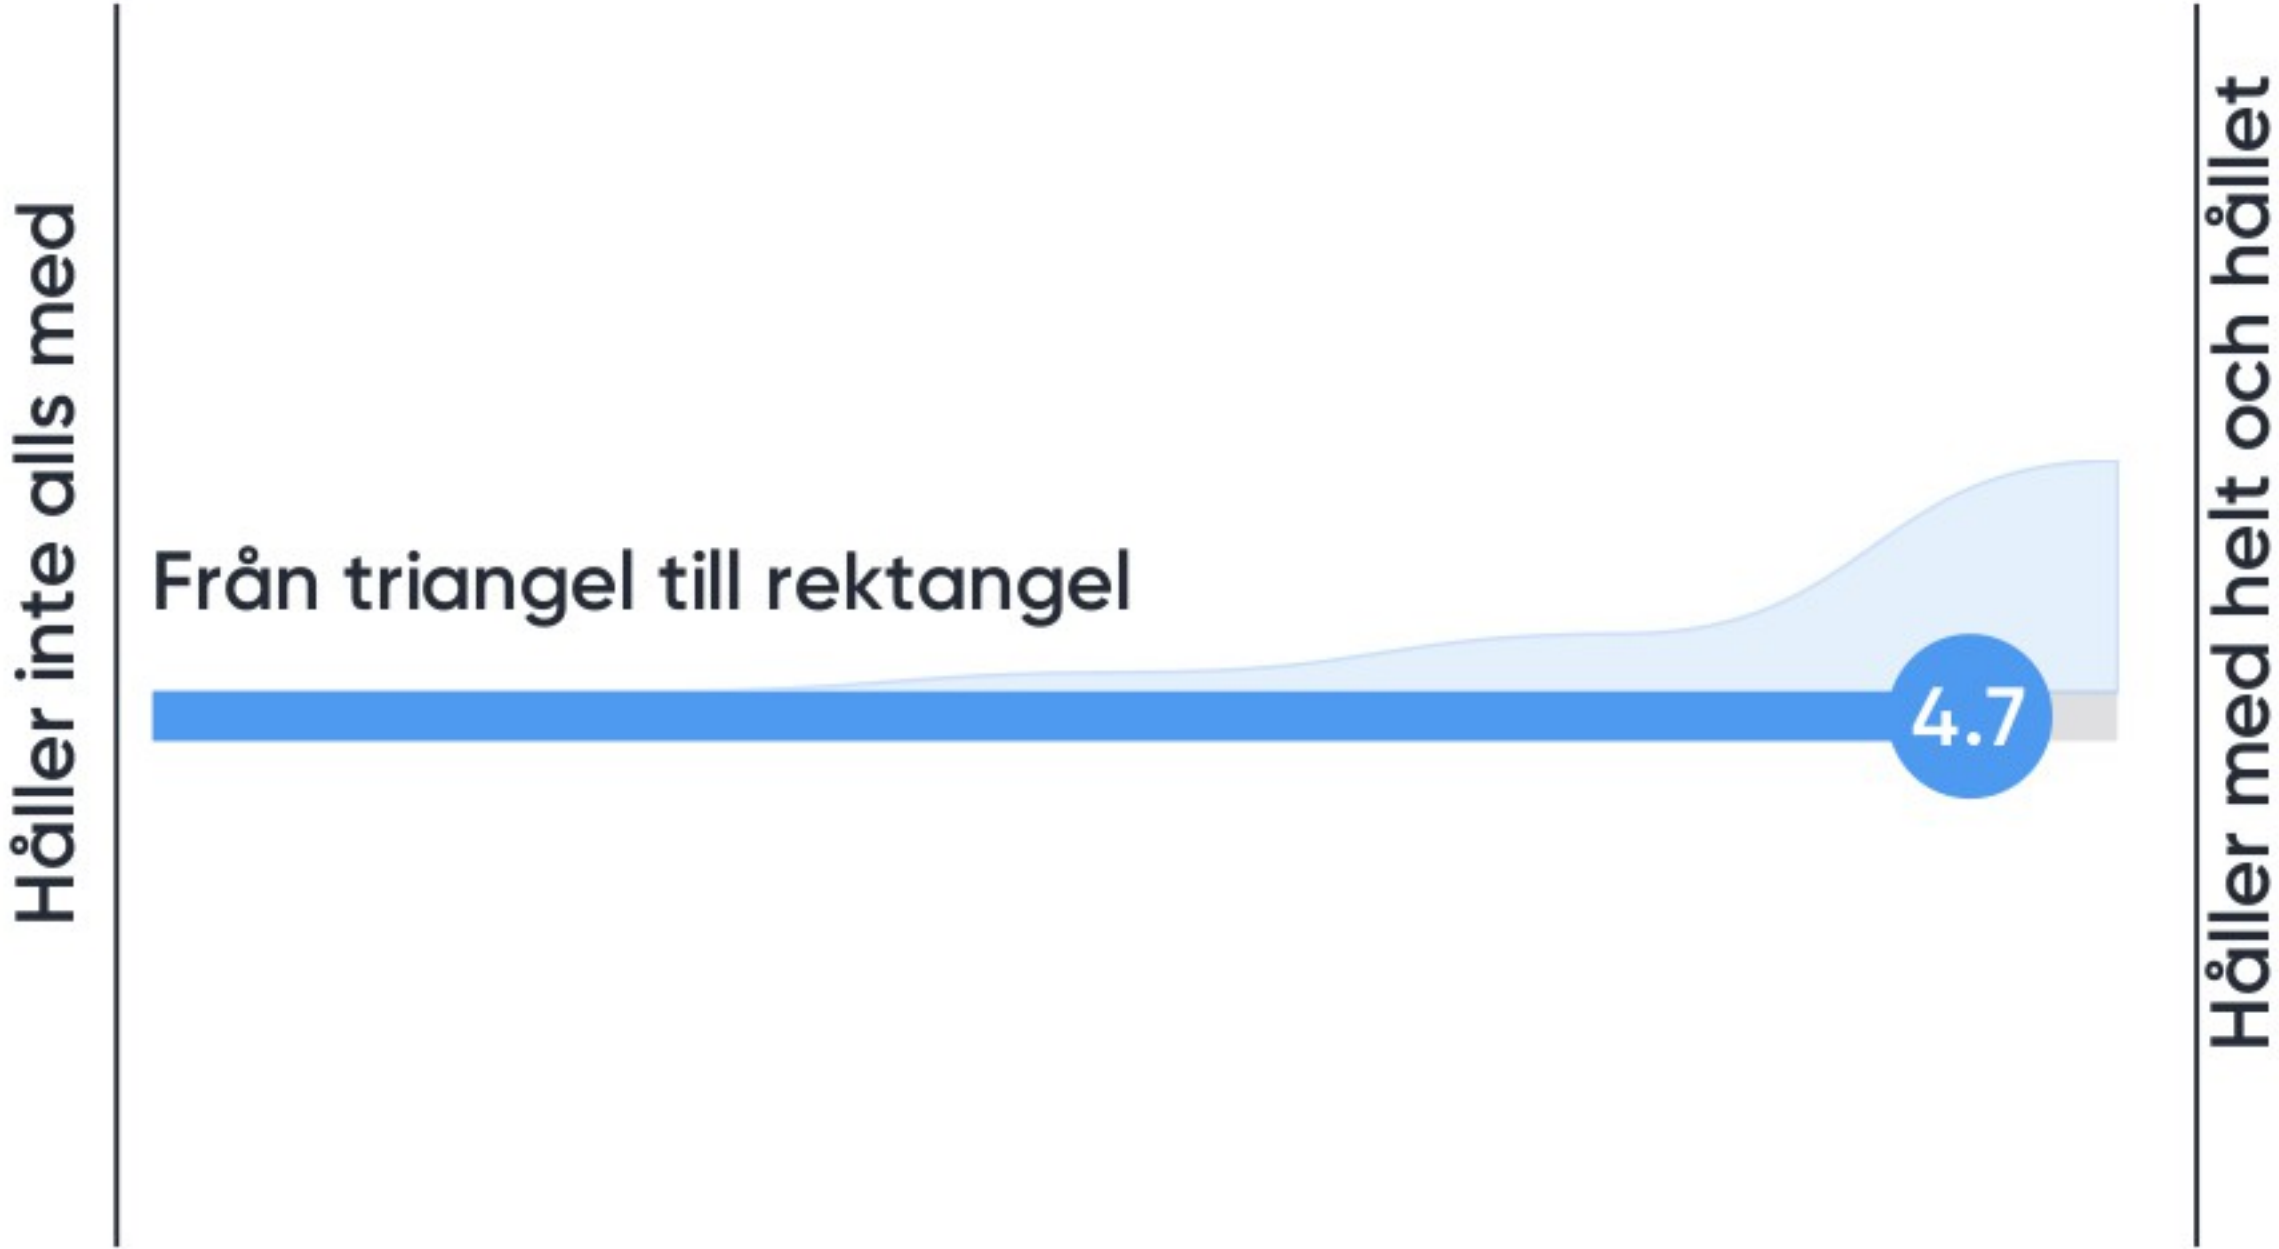 Håller inte alls med
Från triangel till rektangel
4.7
Håller med helt och hållet